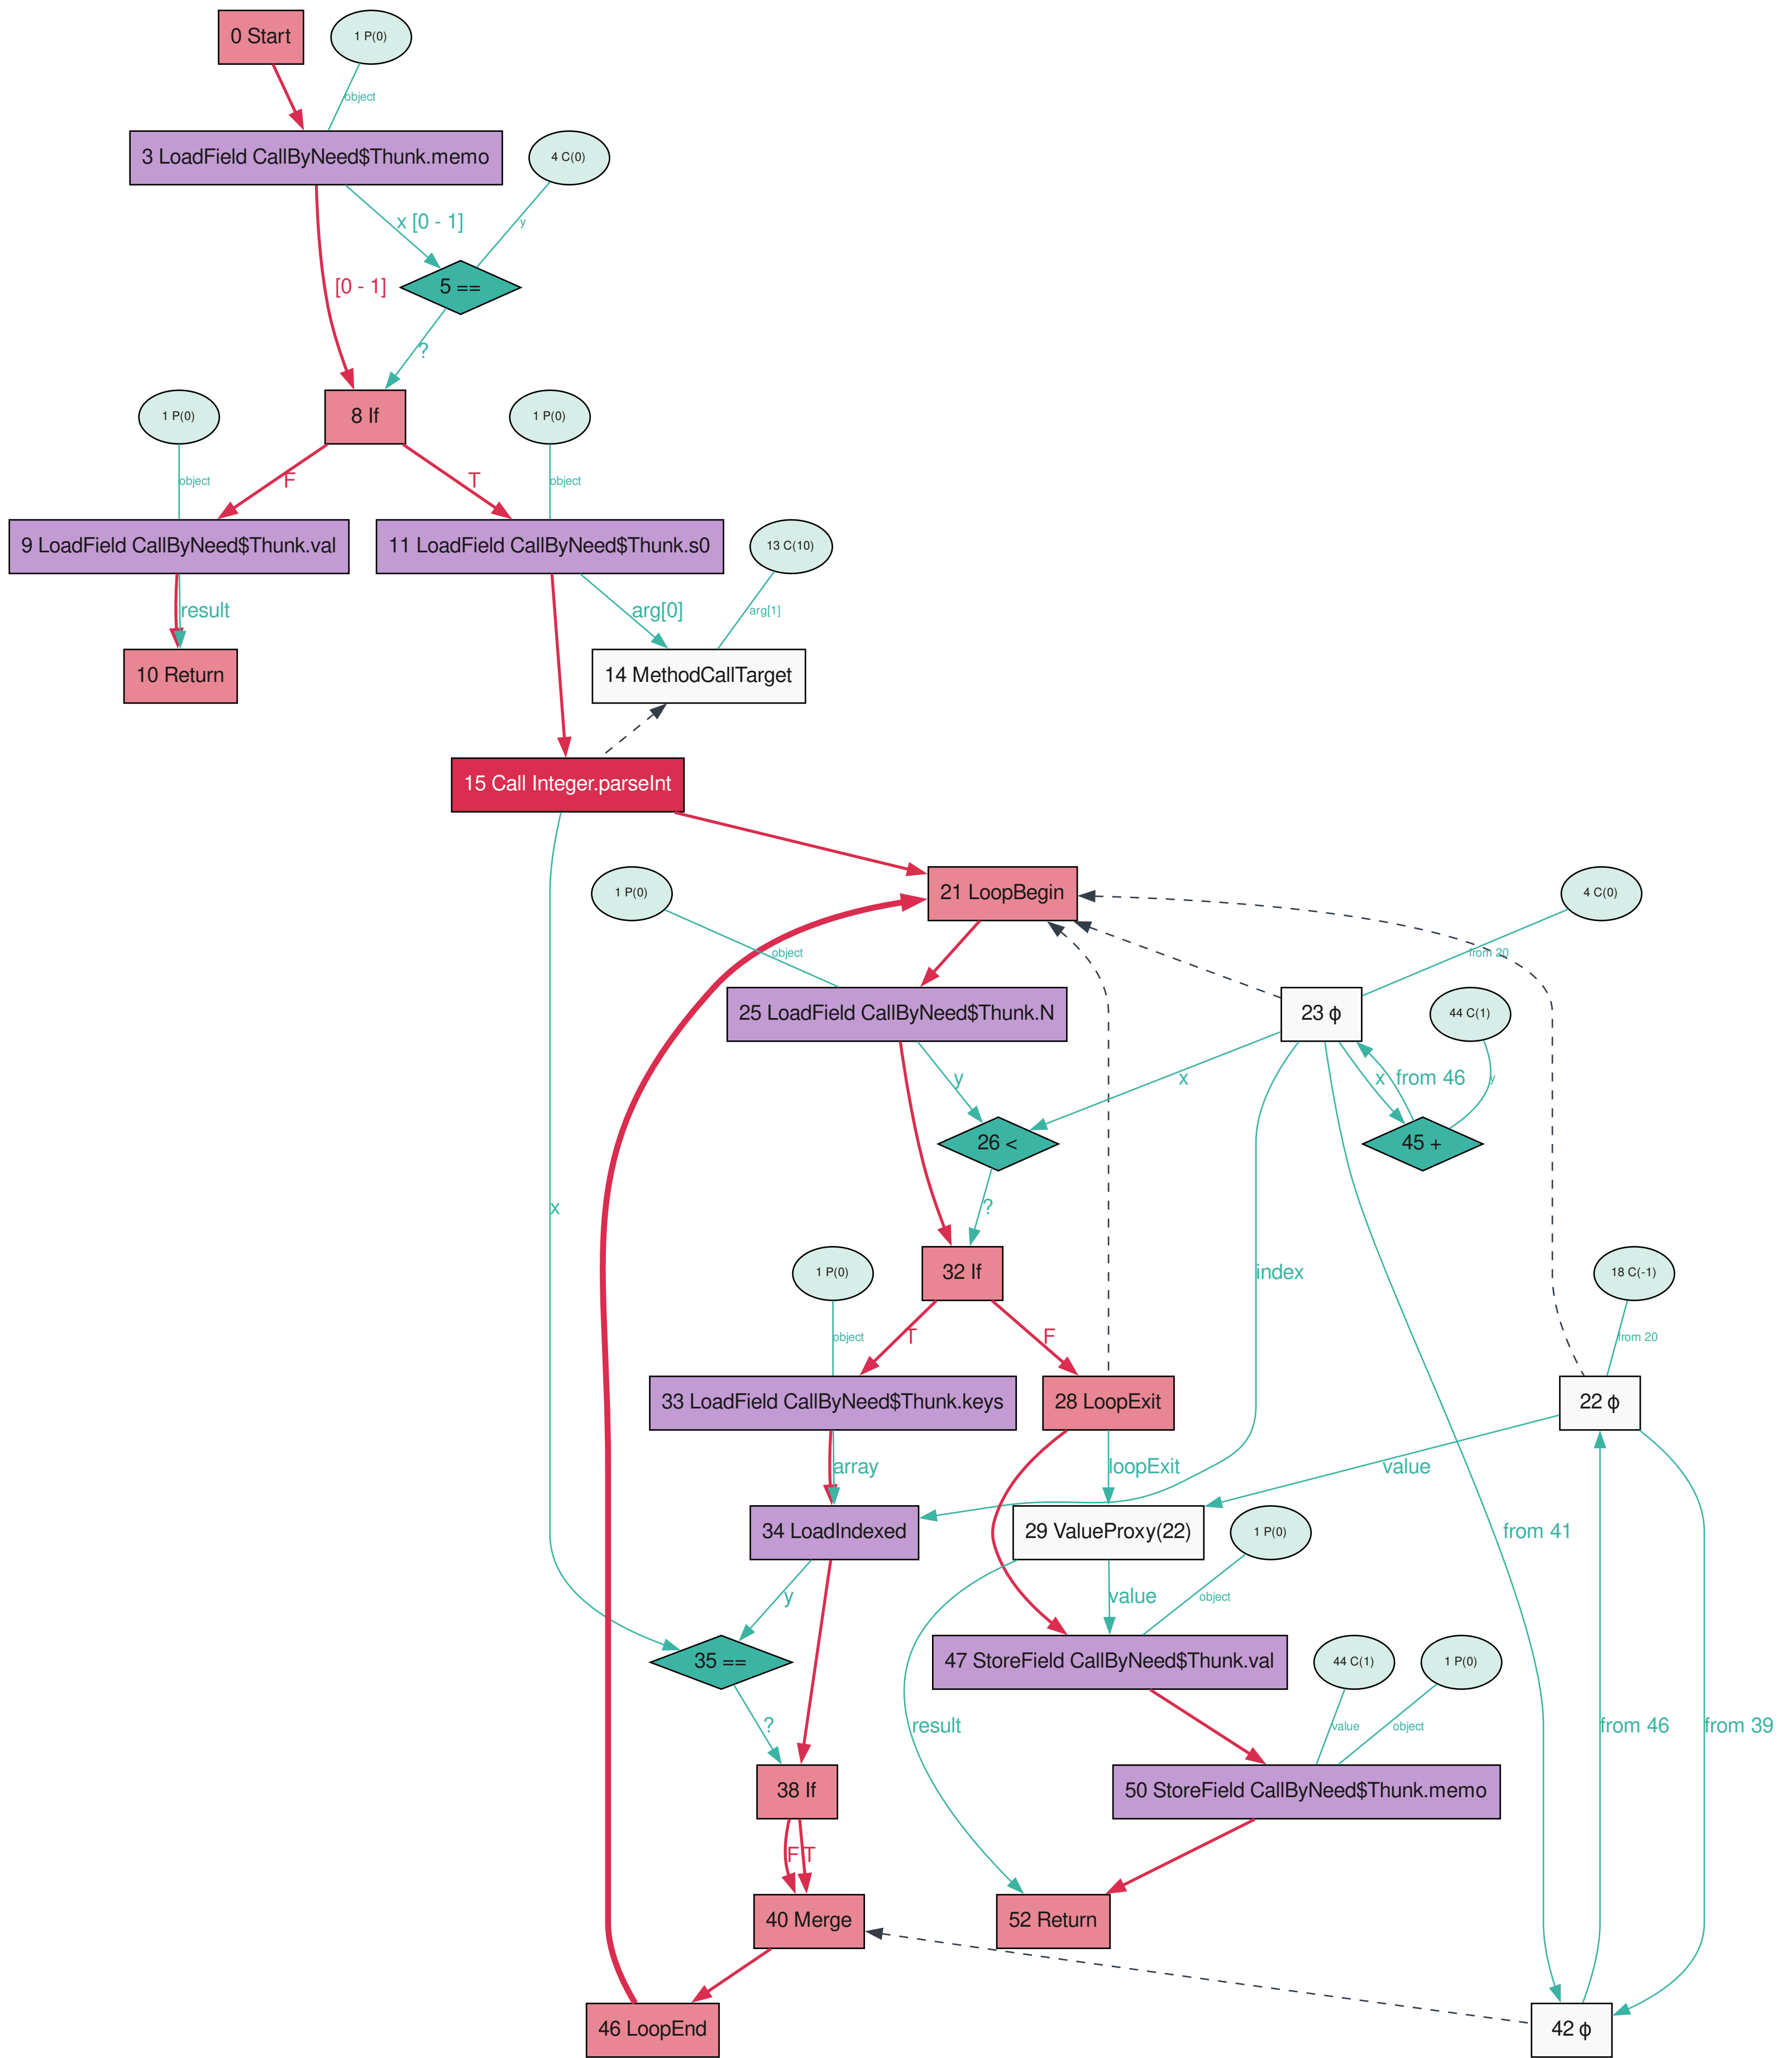 0 Start
1 P(0)
object
3 LoadField CallByNeed$Thunk.memo
4 C(0)
x [0 - 1]
y
[0 - 1]
5 ==
?
1 P(0)
8 If
1 P(0)
object
F
T
object
9 LoadField CallByNeed$Thunk.val
11 LoadField CallByNeed$Thunk.s0
13 C(10)
result
arg[0]
arg[1]
10 Return
14 MethodCallTarget
15 Call Integer.parseInt
1 P(0)
21 LoopBegin
4 C(0)
object
from 20
25 LoadField CallByNeed$Thunk.N
23 ϕ
44 C(1)
y
x
x
from 46
y
26 <
45 +
x
?
1 P(0)
32 If
index
18 C(-1)
object
T
F
from 20
33 LoadField CallByNeed$Thunk.keys
28 LoopExit
22 ϕ
array
loopExit
value
34 LoadIndexed
29 ValueProxy(22)
1 P(0)
from 41
y
value
object
35 ==
47 StoreField CallByNeed$Thunk.val
44 C(1)
1 P(0)
?
result
value
object
from 46
from 39
38 If
50 StoreField CallByNeed$Thunk.memo
F
T
40 Merge
52 Return
46 LoopEnd
42 ϕ